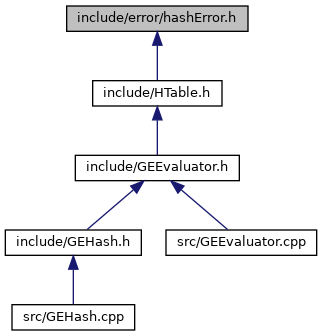 include/error/hashError.h
include/HTable.h
include/GEEvaluator.h
include/GEHash.h
src/GEEvaluator.cpp
src/GEHash.cpp